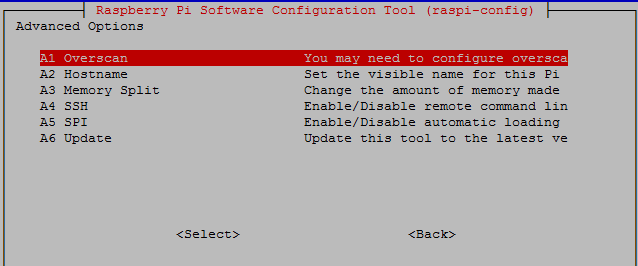 Raspberry Pi Software Configuration Tool (raspi-config)
Advanced Options
A1 Overscan You may need to configure oversca
A2 Hostname Set the visible name for this Pi
A3 Memory Split Change the amount of memory made
A4 SSH Enable/Disable remote command lin
A5 SPI Enable/Disable automatic loading
A6 Update Update this tool to the latest ve
<Select> <Back>